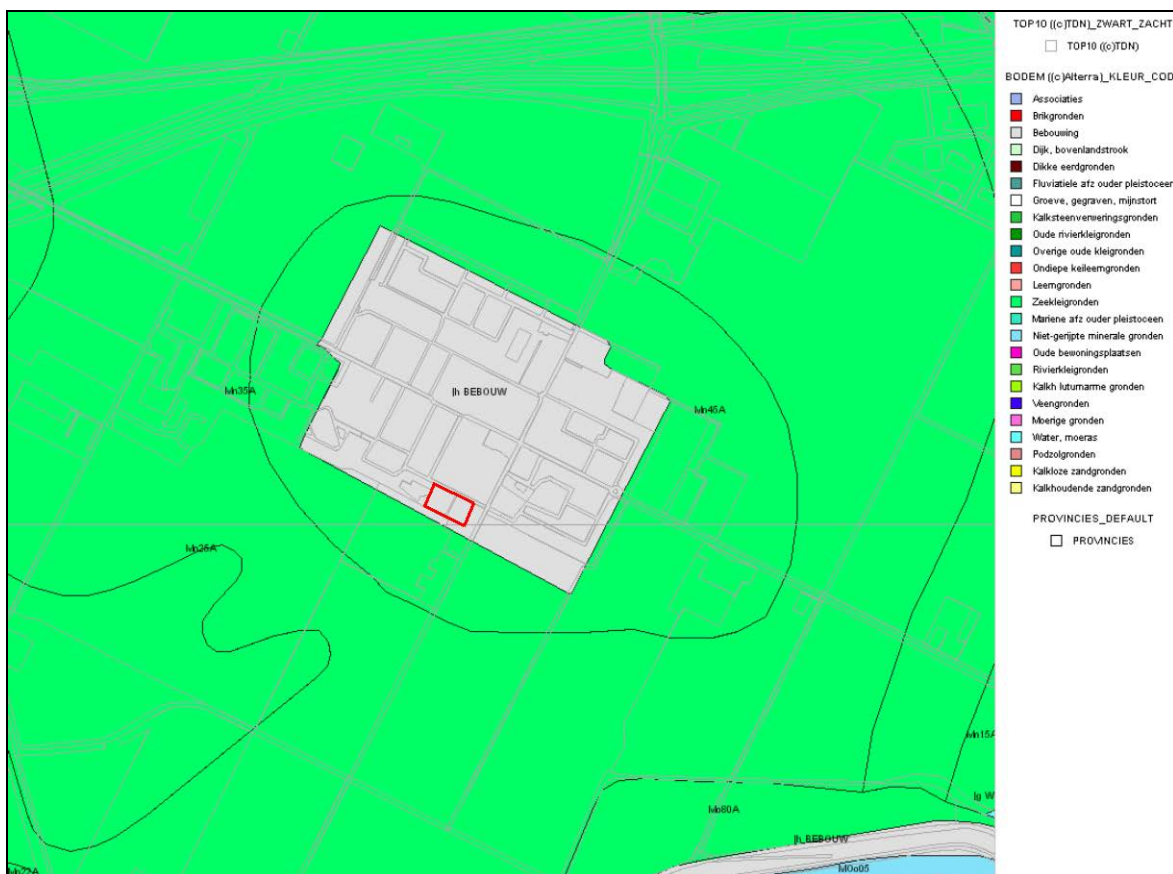 TOP10 ((c)TDN)_ZWART_ZACHT
TOP10 ((c)TDN)
BODEM ((c)Alterra)_KLEUR_COD
Associaties
Brikgronden
Bebouwing
Dijk, bovenlandstrook
Dikke eerdgronden
Fluviatiele afz ouder pleistoceen
Groeve, gegraven, mijnstort
Kalksteenverweringsgronden
Oude rivierkleigronden
Overige oude kleigronden
Ondiepe keileemgronden
Leemgronden
Zeekleigronden
Mariene afz ouder pleistoceen
Niet-gerijpte minerale gronden
Oude bewoningsplaatsen
Rivierkleigronden
Kalkh lutumarme gronden
Veengronden
Moerige gronden
Water, moeras
Podzolgronden
Kalkloze zandgronden
Kalkhoudende zandgronden
PROVINCIES_DEFAULT
PROVINCIES
Mn35A
|h BEBOUW
Mn45A
Mn25A
Mn15A
|g W
Mo80A
|h BEBOUW
MOo05
Mn22A